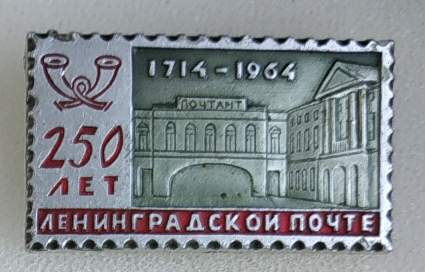 1714-1964
ПОЧТАМТ
250
ЛЕТ
ЛЕНИНГРАДСКОЙ ПОЧТЕ